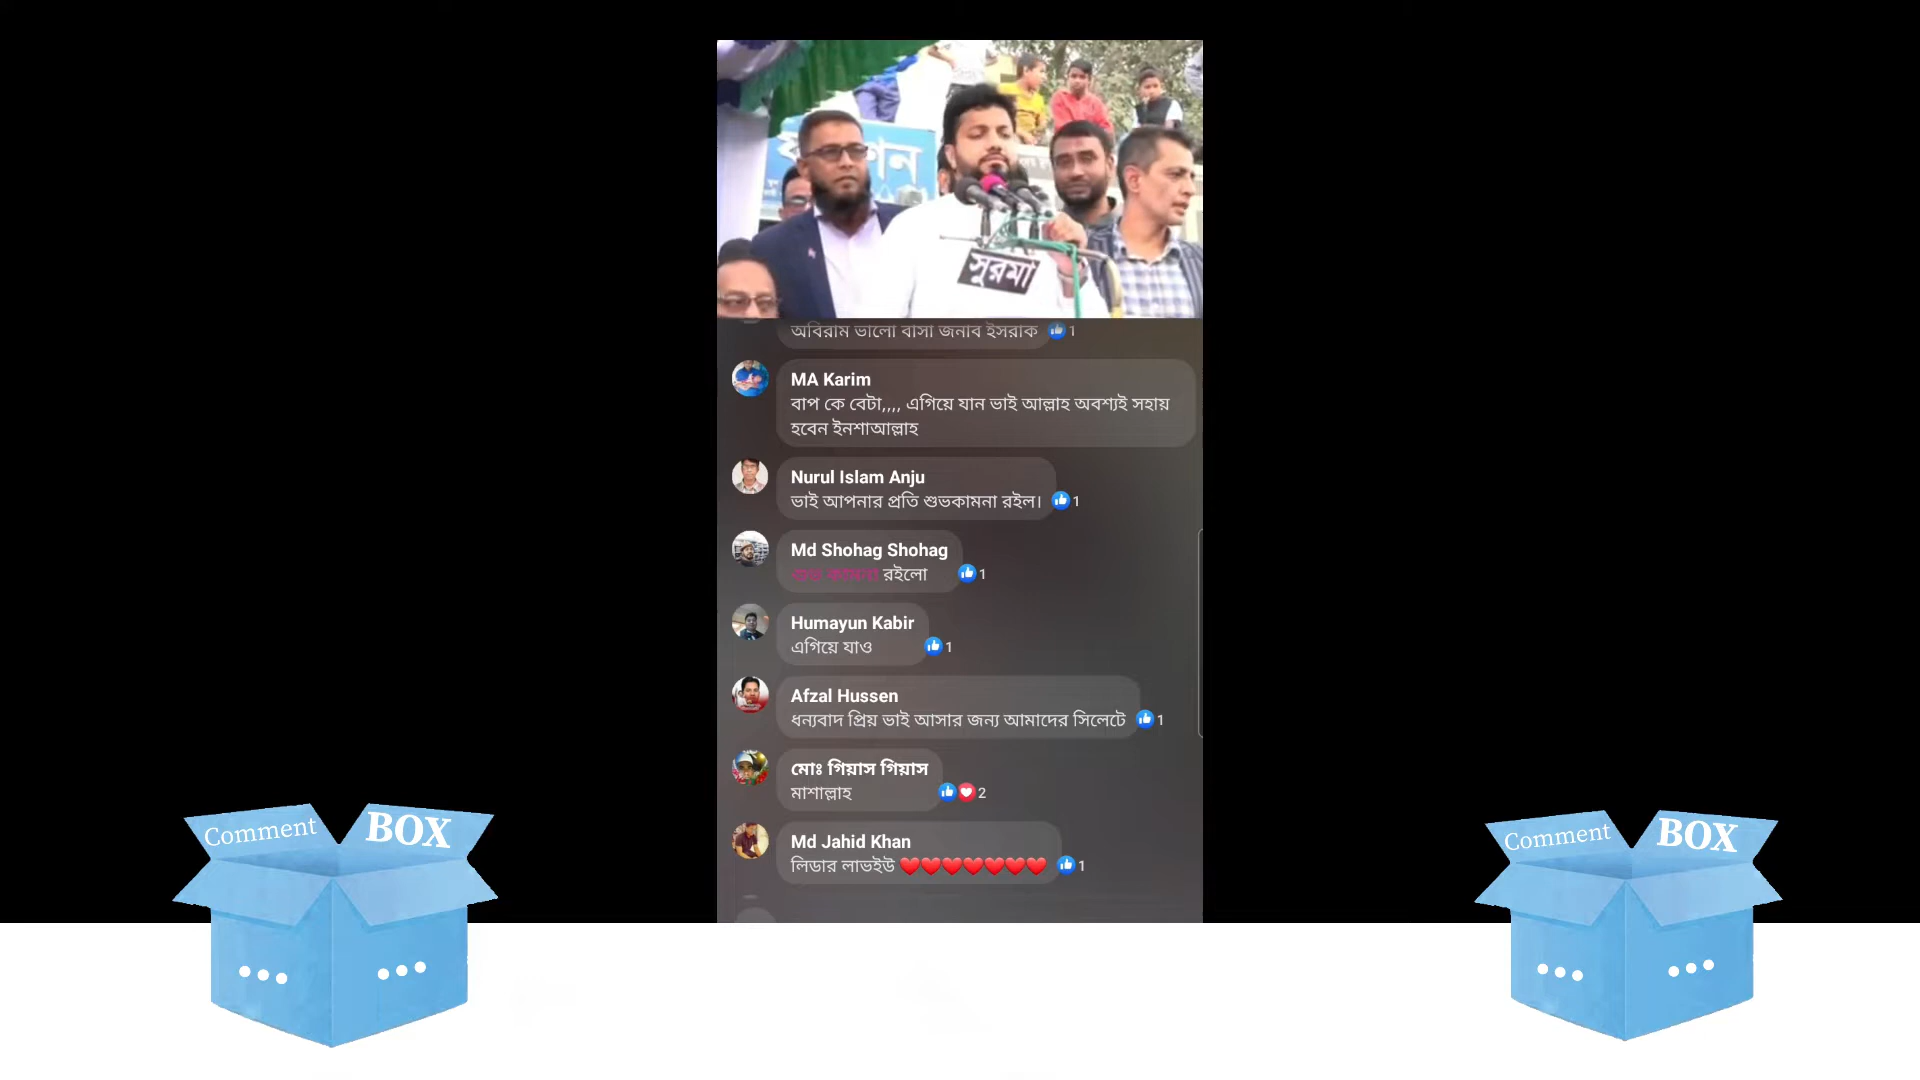 সূরমা
অবিরাম ভালো বাসা জনাব ইসরাক 1
MA Karim
বাপ কে বেটা,,,, এগিয়ে যান ভাই আল্লাহ অবশ্যই সহায়
হবেন ইনশাআল্লাহ
Nurul Islam Anju
ভাই আপনার প্রতি শুভকামনা রইল। 1
Md Shohag Shohag
শুভ কামনা রইলো 1
Humayun Kabir
এগিয়ে যাও 1
Afzal Hussen
ধন্যবাদ প্রিয় ভাই আসার জন্য আমাদের সিলেটে 1
মোঃ গিয়াস গিয়াস
মাশাল্লাহ 2
Md Jahid Khan
লিডার লাভইউ ❤️❤️❤️❤️❤️❤️❤️ 1
Comment BOX
Comment BOX